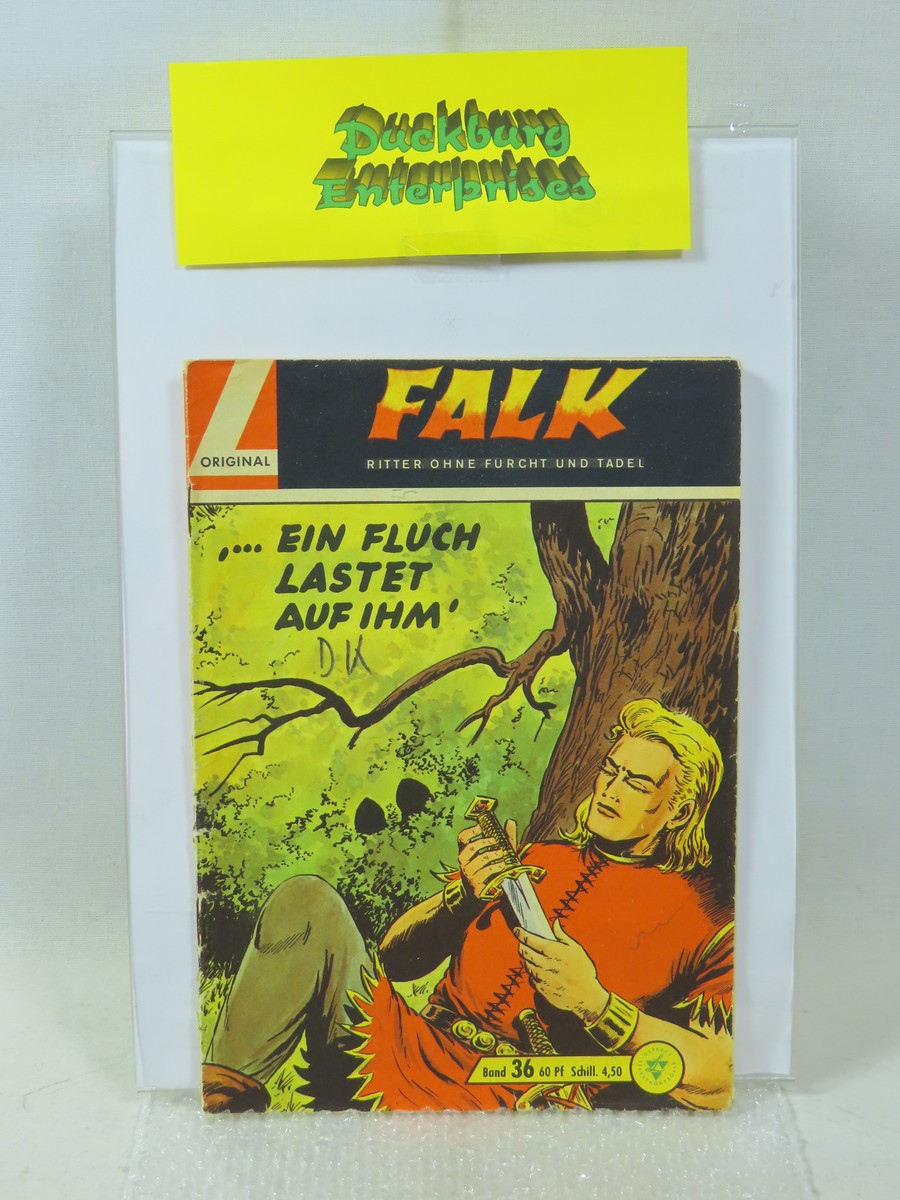 Duckburg
Enterprises
ORIGINAL
FALK
RITTER OHNE FURCHT UND TADEL
‚... EIN FLUCH
LASTET
AUF IHM‘
DK
Band 36 60 Pf Schill. 4,50